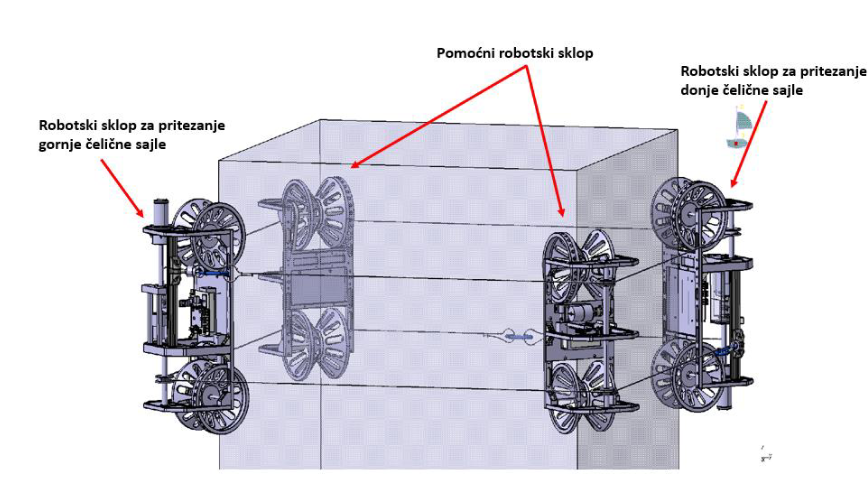 Pomoćni robotski sklop
Robotski sklop za pritezanje
donje čelične sajle
Robotski sklop za pritezanje
gornje čelične sajle